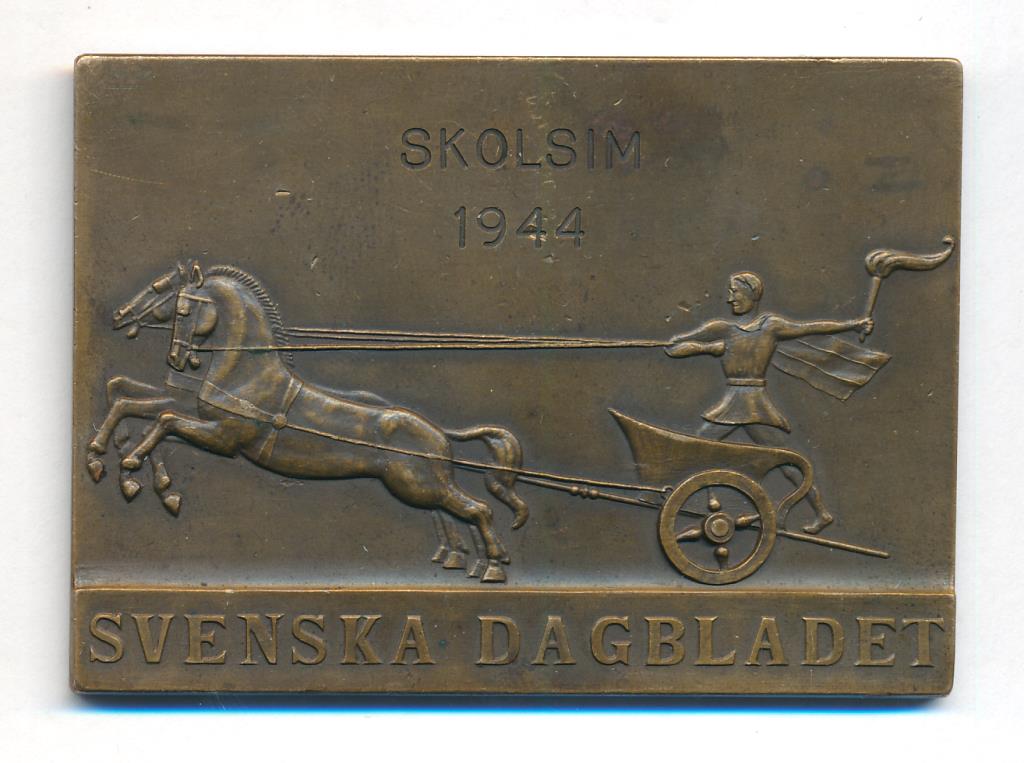 SKOLSIM
1944
SVENSKA DAGBLADET